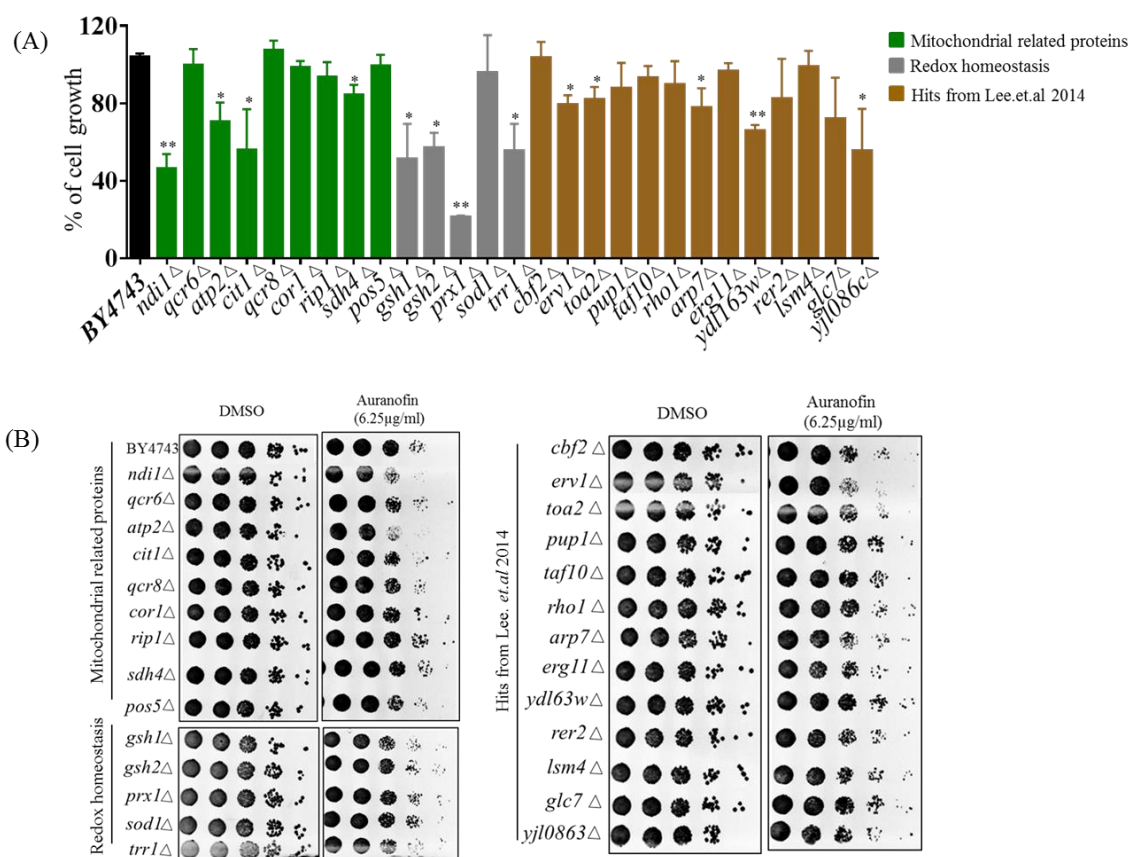 (A)
120
80
40
0
% of cell growth
** * * * * * ** * * * * ** *
BY4743 ndi1△ qcr6△ atp2△ cit1△ qcr8△ cor1△ rip1△ sdh4△ pos5△ gsh1△ gsh2△ prx1△ sod1△ trr1△ cbf2△ erv1△ toa2△ pup1△ taf10△ rho1△ arp7△ erg11△ ydl163w△ rer2△ lsm4△ glc7△ yjl086c△
Mitochondrial related proteins
Redox homeostasis
Hits from Lee.et.al 2014
(B)
DMSO
Auranofin
(6.25µg/ml)
Mitochondrial related proteins
BY4743
ndi1△
qcr6△
atp2△
cit1△
qcr8△
cor1△
rip1△
sdh4△
pos5△
Redox homeostasis
gsh1△
gsh2△
prx1△
sod1△
trr1△
DMSO
Auranofin
(6.25µg/ml)
Hits from Lee. et.al 2014
cbf2△
erv1△
toa2△
pup1△
taf10△
rho1△
arp7△
erg11△
ydl63w△
rer2△
lsm4△
glc7△
yjl0863△